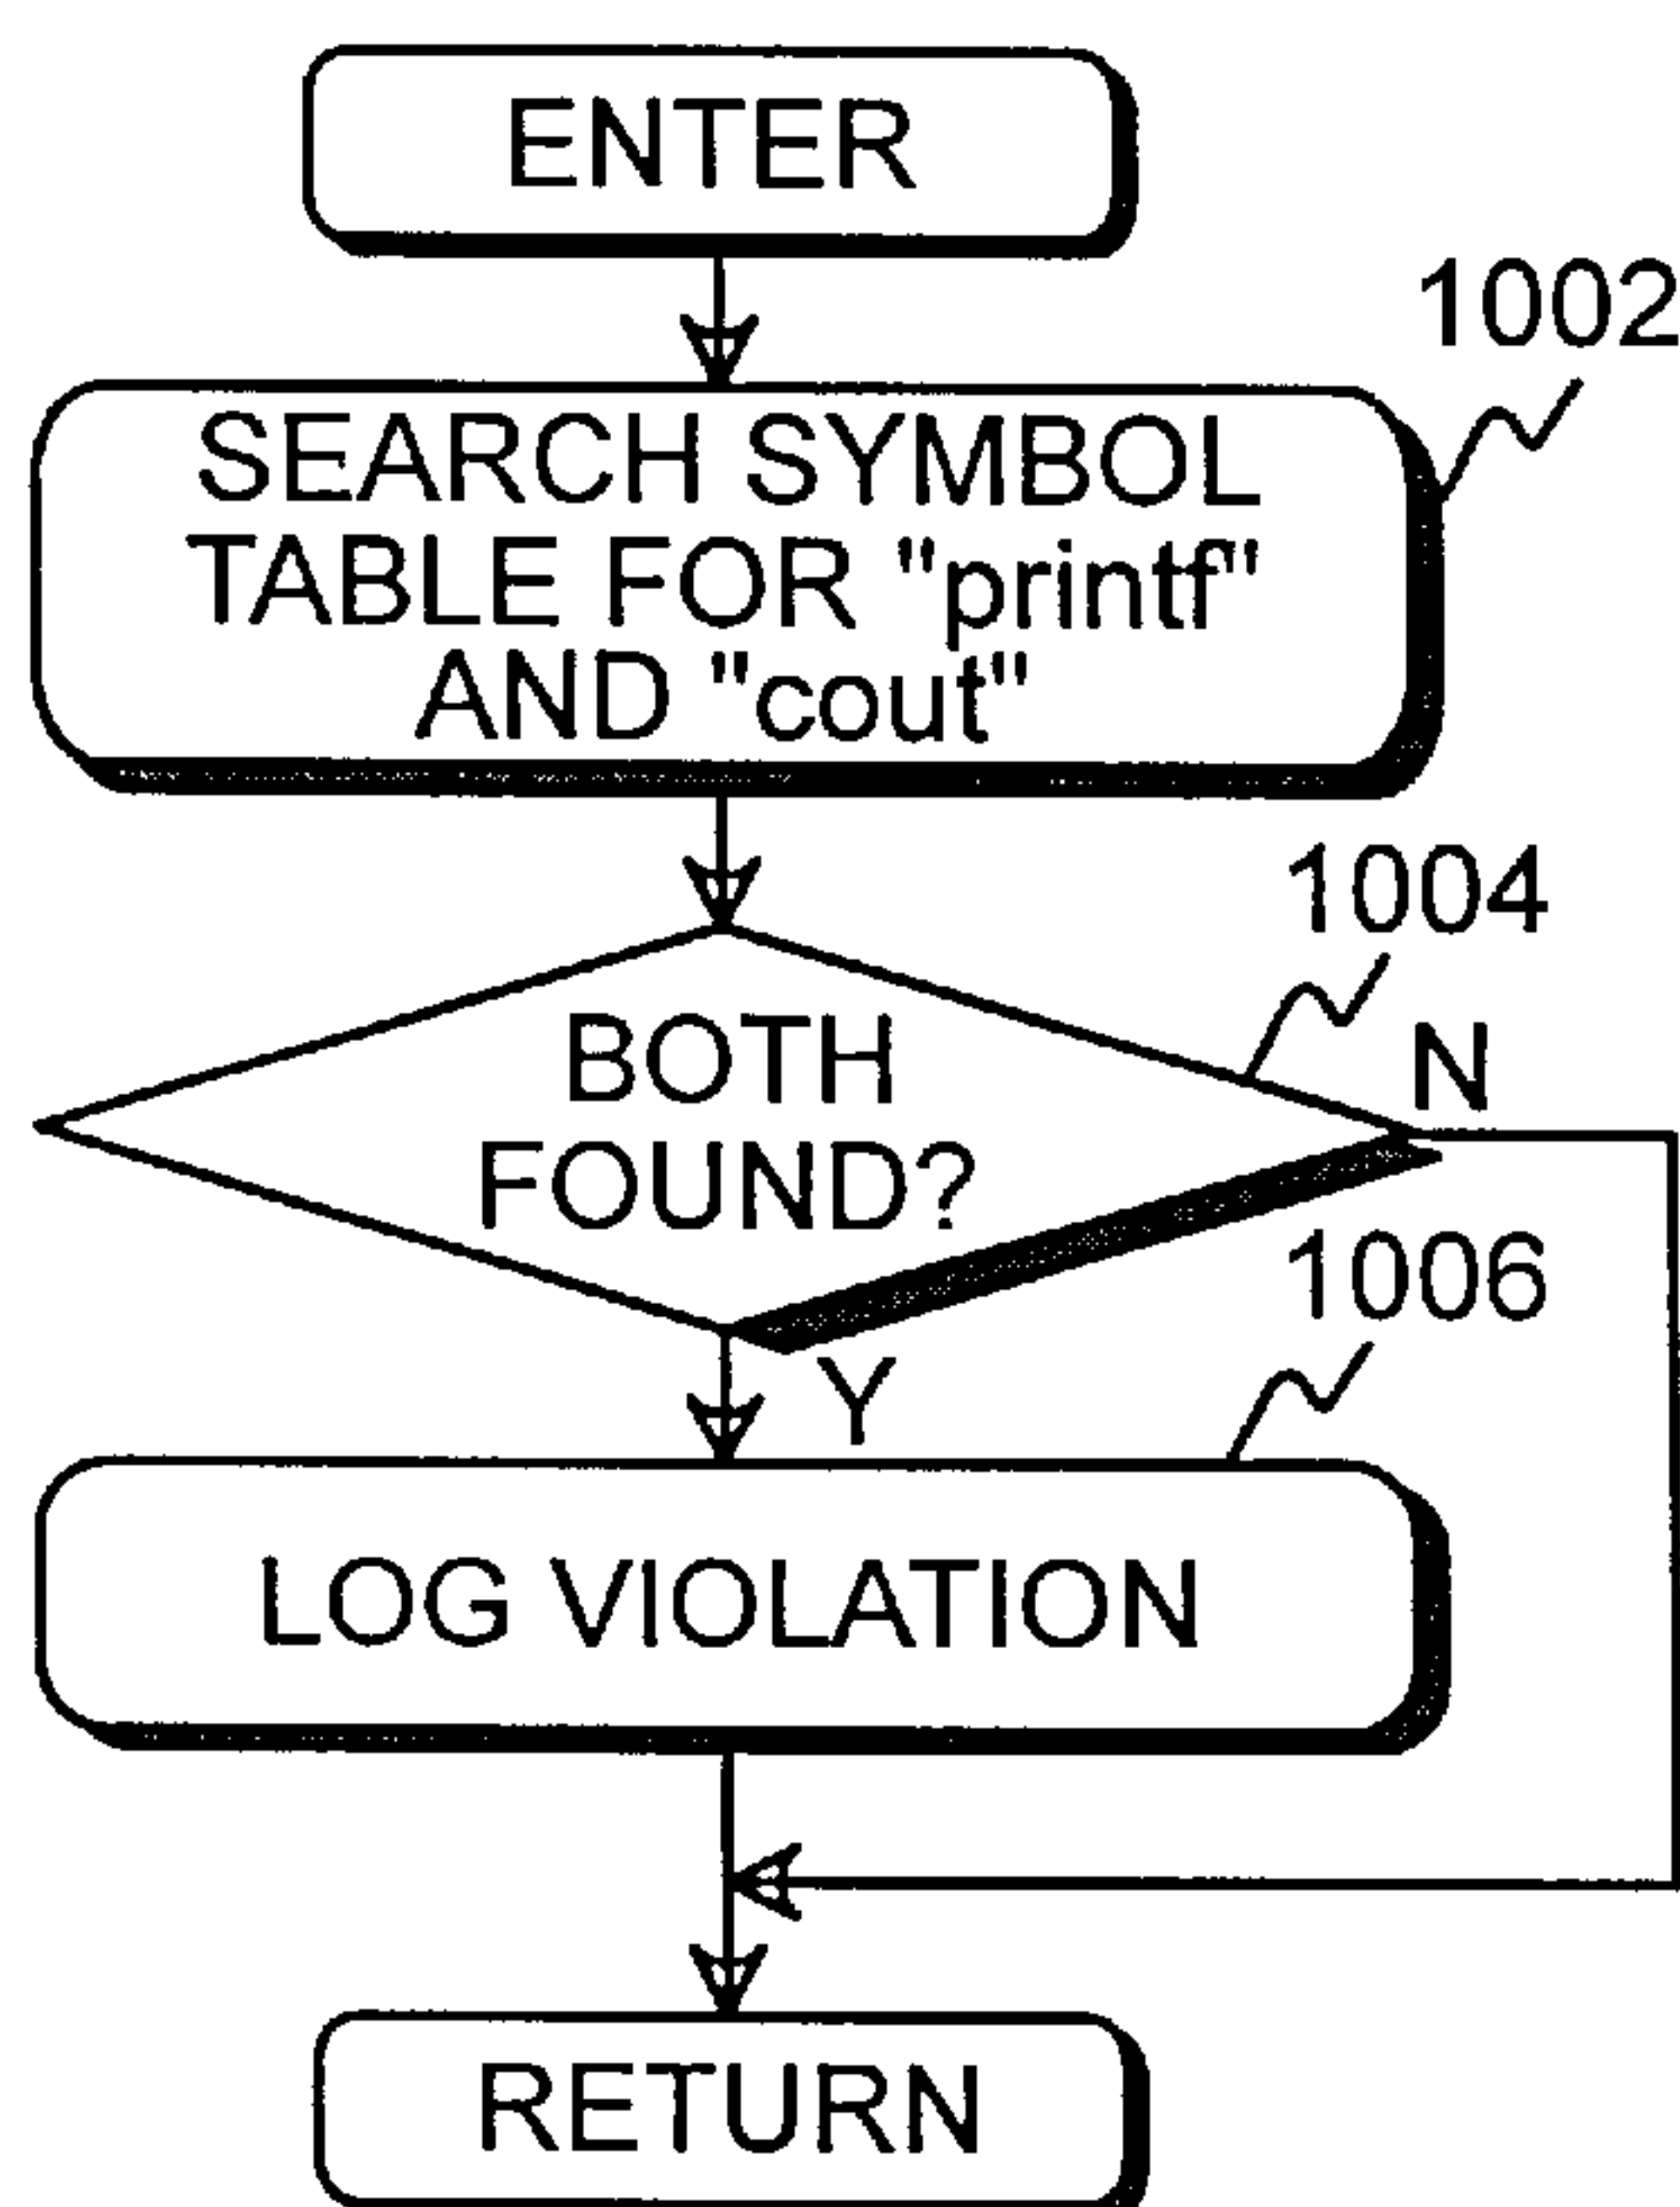 ENTER
1002
SEARCH SYMBOL
TABLE FOR "printf"
AND "cout"
1004
BOTH
FOUND?
N
1006
Y
LOG VIOLATION
RETURN